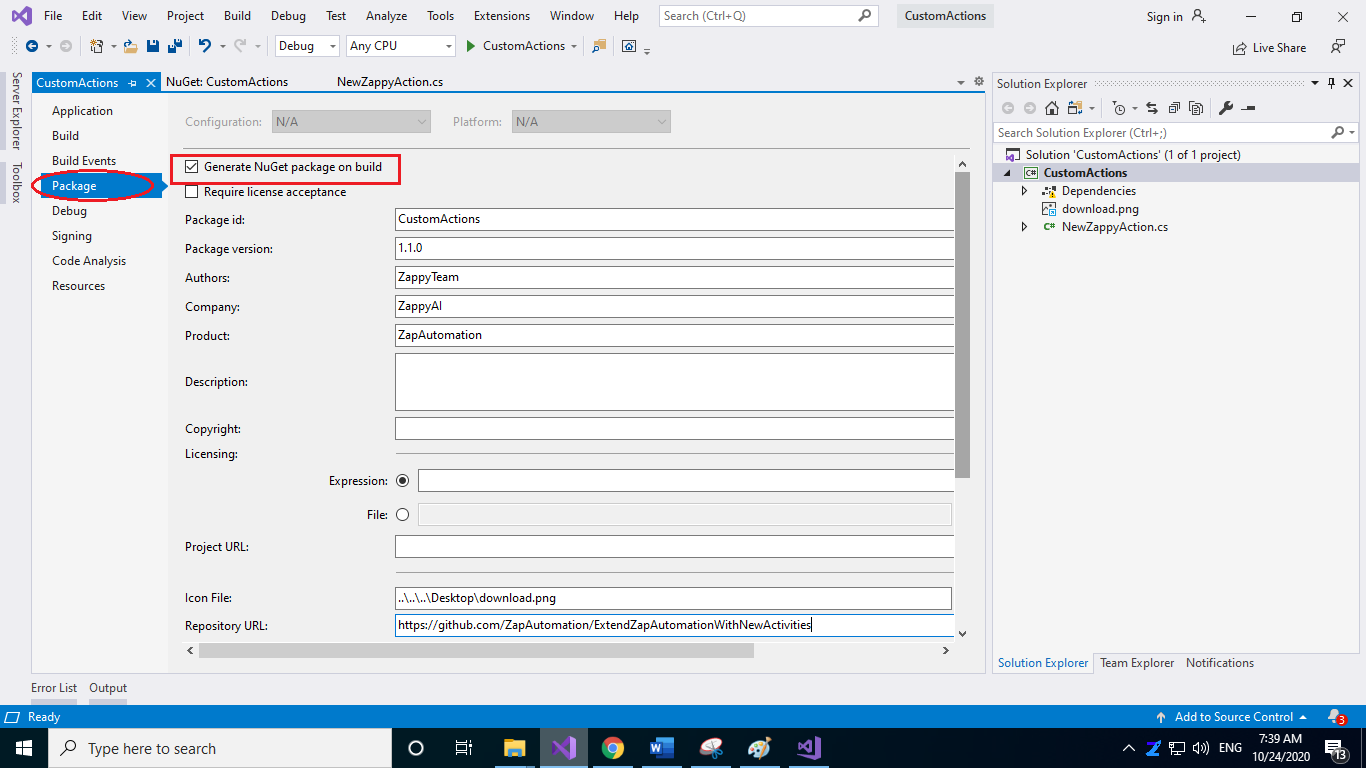 File Edit View Project Build Debug Test Analyze Tools Extensions Window Help Search (Ctrl+Q) CustomActions Sign in
Debug Any CPU CustomActions Live Share
Server Explorer
Toolbox
CustomActions NuGet: CustomActions NewZappyAction.cs
Application
Build
Build Events
Package
Debug
Signing
Code Analysis
Resources
Configuration: N/A Platform: N/A
Generate NuGet package on build
Require license acceptance
Package id: CustomActions
Package version: 1.1.0
Authors: ZappyTeam
Company: ZappyAI
Product: ZapAutomation
Description:
Copyright:
Licensing:
Expression:
File:
Project URL:
Icon File: ..\..\..\Desktop\download.png
Repository URL: https://github.com/ZapAutomation/ExtendZapAutomationWithNewActivities
Solution Explorer
Search Solution Explorer (Ctrl+;)
Solution 'CustomActions' (1 of 1 project)
C# CustomActions
Dependencies
download.png
C# NewZappyAction.cs
Solution Explorer Team Explorer Notifications
Error List Output
Ready Add to Source Control 3
Type here to search ENG 7:39 AM
10/24/2020 13